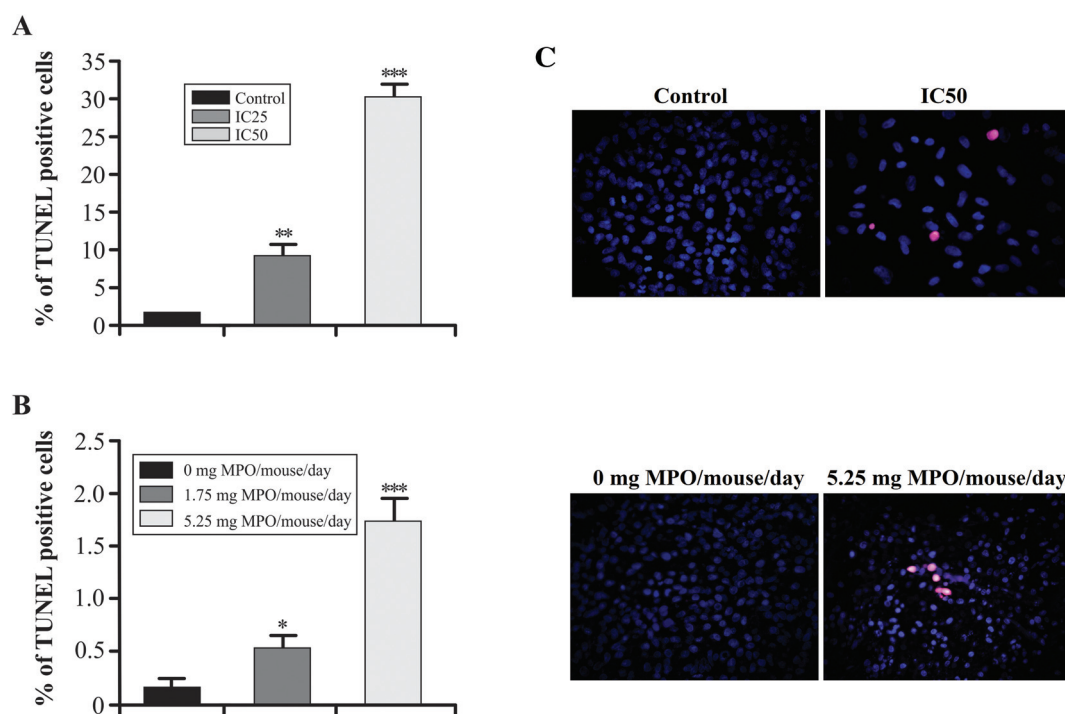 A
% of TUNEL positive cells
35
30
25
20
15
10
5
0
Control
IC25
IC50
**
***
B
% of TUNEL positive cells
2.5
2.0
1.5
1.0
0.5
0
0 mg MPO/mouse/day
1.75 mg MPO/mouse/day
5.25 mg MPO/mouse/day
*
***
C
Control IC50
0 mg MPO/mouse/day 5.25 mg MPO/mouse/day